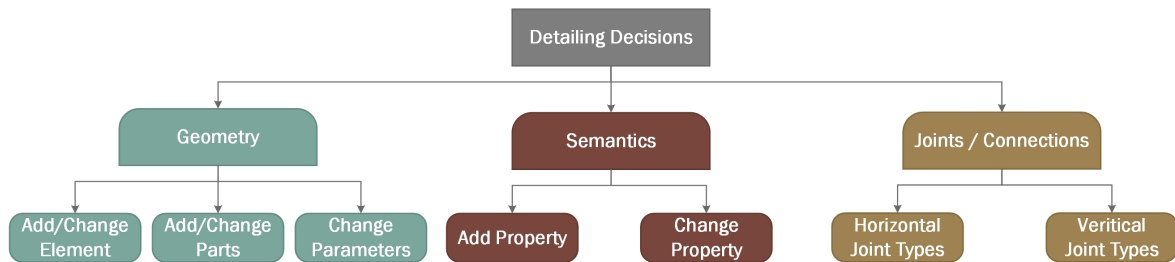 Detailing Decisions
Geometry
Semantics
Joints / Connections
Add/Change
Element
Add/Change
Parts
Change
Parameters
Add Property
Change
Property
Horizontal
Joint Types
Veritical
Joint Types